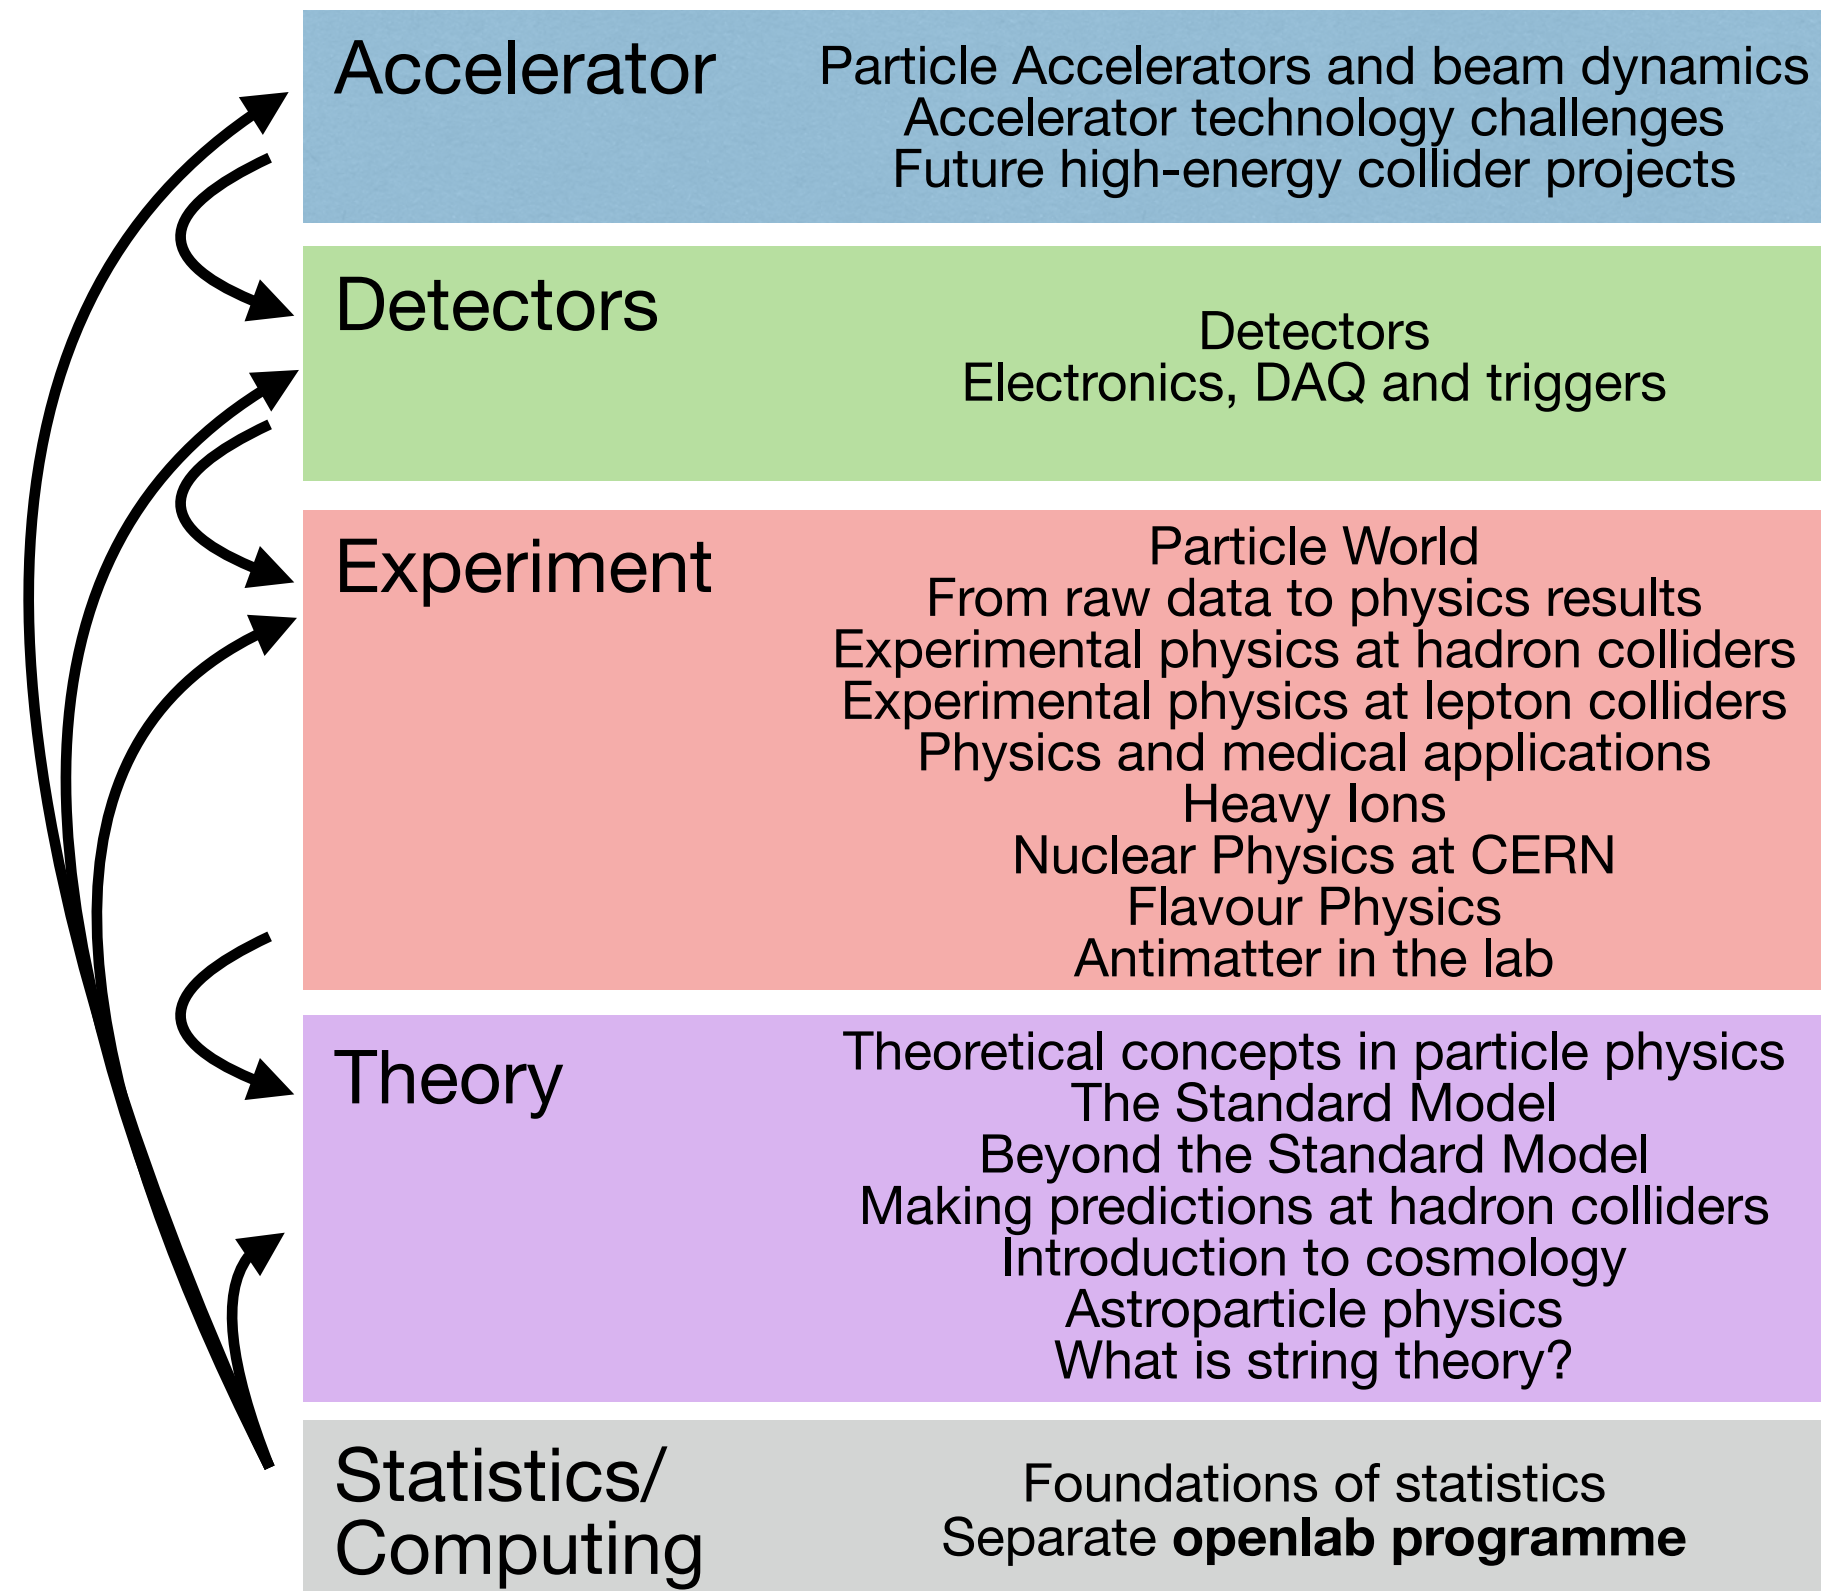 Accelerator
Particle Accelerators and beam dynamics
Accelerator technology challenges
Future high-energy collider projects
Detectors
Detectors
Electronics, DAQ and triggers
Experiment
Particle World
From raw data to physics results
Experimental physics at hadron colliders
Experimental physics at lepton colliders
Physics and medical applications
Heavy Ions
Nuclear Physics at CERN
Flavour Physics
Antimatter in the lab
Theory
Theoretical concepts in particle physics
The Standard Model
Beyond the Standard Model
Making predictions at hadron colliders
Introduction to cosmology
Astroparticle physics
What is string theory?
Statistics/
Computing
Foundations of statistics
Separate openlab programme